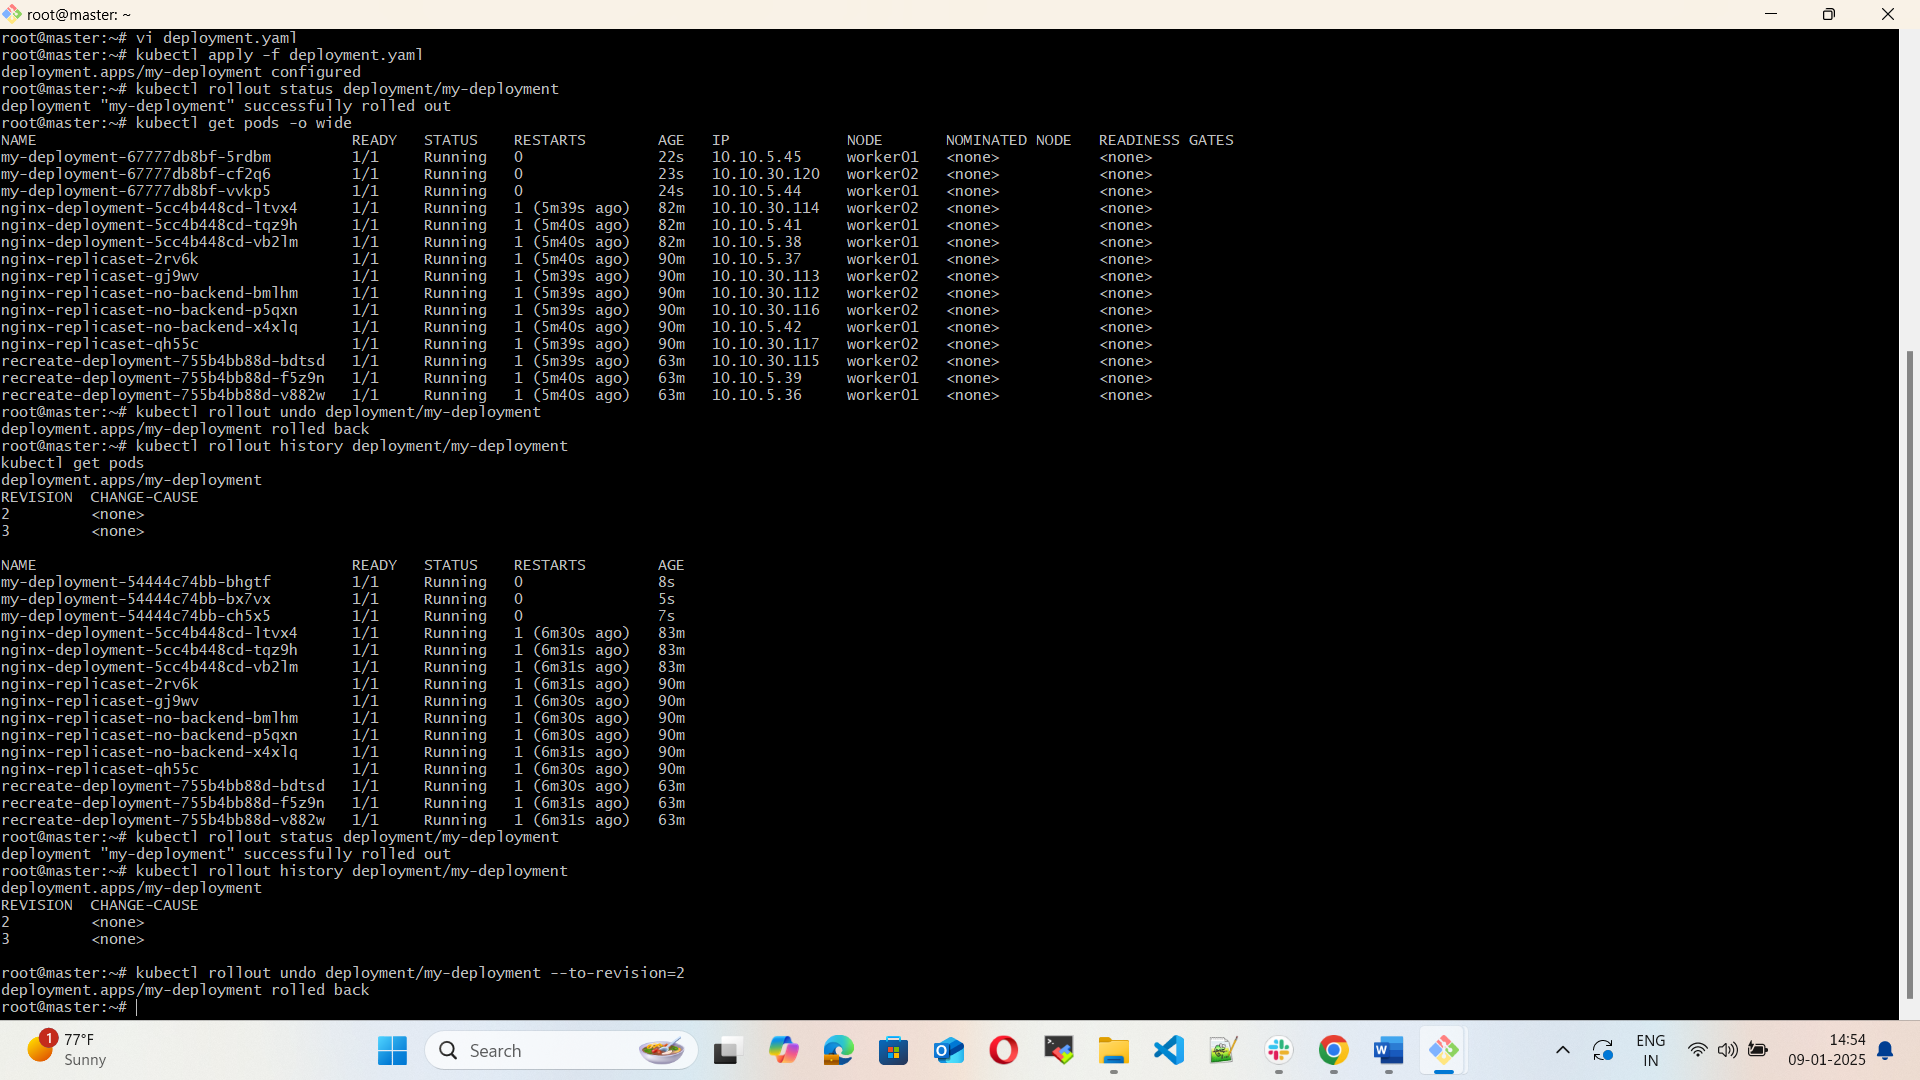 root@master: ~
root@master:~# vi deployment.yaml
root@master:~# kubectl apply -f deployment.yaml
deployment.apps/my-deployment configured
root@master:~# kubectl rollout status deployment/my-deployment
deployment "my-deployment" successfully rolled out
root@master:~# kubectl get pods -o wide
NAME READY STATUS RESTARTS AGE IP NODE NOMINATED NODE READINESS GATES
my-deployment-67777db8bf-5rdbm 1/1 Running 0 22s 10.10.5.45 worker01 <none> <none>
my-deployment-67777db8bf-cf2q6 1/1 Running 0 23s 10.10.30.120 worker02 <none> <none>
my-deployment-67777db8bf-vvkp5 1/1 Running 0 24s 10.10.5.44 worker01 <none> <none>
nginx-deployment-5cc4b448cd-ltvx4 1/1 Running 1 (5m39s ago) 82m 10.10.30.114 worker02 <none> <none>
nginx-deployment-5cc4b448cd-tqz9h 1/1 Running 1 (5m40s ago) 82m 10.10.5.41 worker01 <none> <none>
nginx-deployment-5cc4b448cd-vb2lm 1/1 Running 1 (5m40s ago) 82m 10.10.5.38 worker01 <none> <none>
nginx-replicaset-2rv6k 1/1 Running 1 (5m40s ago) 90m 10.10.5.37 worker01 <none> <none>
nginx-replicaset-gj9wv 1/1 Running 1 (5m39s ago) 90m 10.10.30.113 worker02 <none> <none>
nginx-replicaset-no-backend-bmlhm 1/1 Running 1 (5m39s ago) 90m 10.10.30.112 worker02 <none> <none>
nginx-replicaset-no-backend-p5qxn 1/1 Running 1 (5m39s ago) 90m 10.10.30.116 worker02 <none> <none>
nginx-replicaset-no-backend-x4xlq 1/1 Running 1 (5m40s ago) 90m 10.10.5.42 worker01 <none> <none>
nginx-replicaset-qh55c 1/1 Running 1 (5m39s ago) 90m 10.10.30.117 worker02 <none> <none>
recreate-deployment-755b4bb88d-bdtsd 1/1 Running 1 (5m39s ago) 63m 10.10.30.115 worker02 <none> <none>
recreate-deployment-755b4bb88d-f5z9n 1/1 Running 1 (5m40s ago) 63m 10.10.5.39 worker01 <none> <none>
recreate-deployment-755b4bb88d-v882w 1/1 Running 1 (5m40s ago) 63m 10.10.5.36 worker01 <none> <none>
root@master:~# kubectl rollout undo deployment/my-deployment
deployment.apps/my-deployment rolled back
root@master:~# kubectl rollout history deployment/my-deployment
kubectl get pods
deployment.apps/my-deployment
REVISION CHANGE-CAUSE
2 <none>
3 <none>
NAME READY STATUS RESTARTS AGE
my-deployment-54444c74bb-bhgtf 1/1 Running 0 8s
my-deployment-54444c74bb-bx7vx 1/1 Running 0 5s
my-deployment-54444c74bb-ch5x5 1/1 Running 0 7s
nginx-deployment-5cc4b448cd-ltvx4 1/1 Running 1 (6m30s ago) 83m
nginx-deployment-5cc4b448cd-tqz9h 1/1 Running 1 (6m31s ago) 83m
nginx-deployment-5cc4b448cd-vb2lm 1/1 Running 1 (6m31s ago) 83m
nginx-replicaset-2rv6k 1/1 Running 1 (6m31s ago) 90m
nginx-replicaset-gj9wv 1/1 Running 1 (6m30s ago) 90m
nginx-replicaset-no-backend-bmlhm 1/1 Running 1 (6m30s ago) 90m
nginx-replicaset-no-backend-p5qxn 1/1 Running 1 (6m30s ago) 90m
nginx-replicaset-no-backend-x4xlq 1/1 Running 1 (6m31s ago) 90m
nginx-replicaset-qh55c 1/1 Running 1 (6m30s ago) 90m
recreate-deployment-755b4bb88d-bdtsd 1/1 Running 1 (6m30s ago) 63m
recreate-deployment-755b4bb88d-f5z9n 1/1 Running 1 (6m31s ago) 63m
recreate-deployment-755b4bb88d-v882w 1/1 Running 1 (6m31s ago) 63m
root@master:~# kubectl rollout status deployment/my-deployment
deployment "my-deployment" successfully rolled out
root@master:~# kubectl rollout history deployment/my-deployment
deployment.apps/my-deployment
REVISION CHANGE-CAUSE
2 <none>
3 <none>
root@master:~# kubectl rollout undo deployment/my-deployment --to-revision=2
deployment.apps/my-deployment rolled back
root@master:~#
1
77°F
Sunny
Search
ENG
IN
14:54
09-01-2025